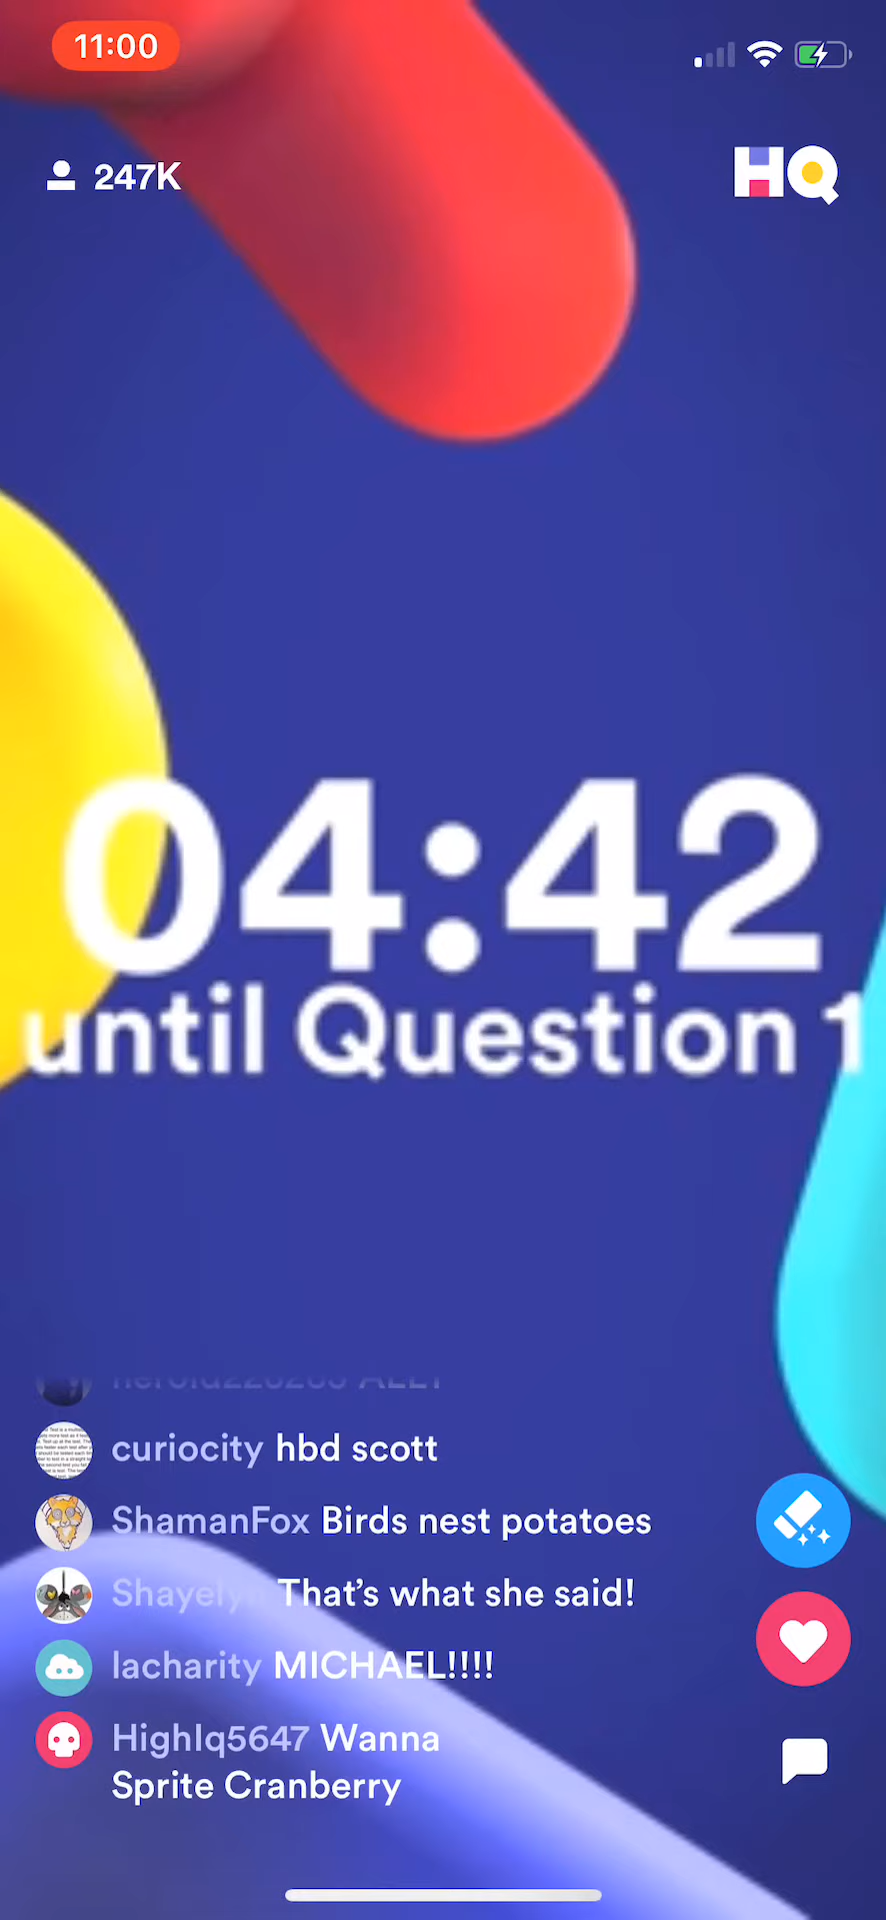 11:00
247K
HQ
04:42
until Question 1
curiocity hbd scott
ShamanFox Birds nest potatoes
That's what she said!
lacharity MICHAEL!!!!
HighIq5647 Wanna
Sprite Cranberry